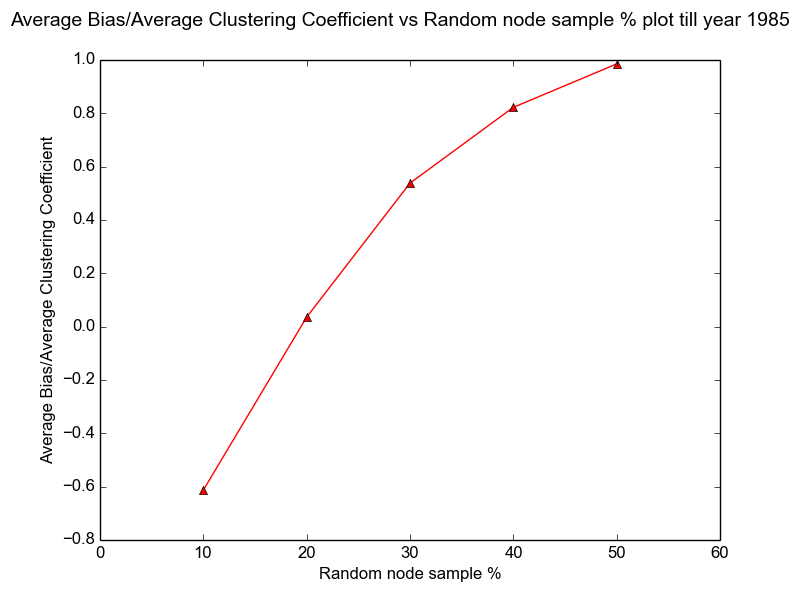 Average Bias/Average Clustering Coefficient vs Random node sample % plot till year 1985
Average Bias/Average Clustering Coefficient
1.0
0.8
0.6
0.4
0.2
0.0
−0.2
−0.4
−0.6
−0.8
0 10 20 30 40 50 60
Random node sample %